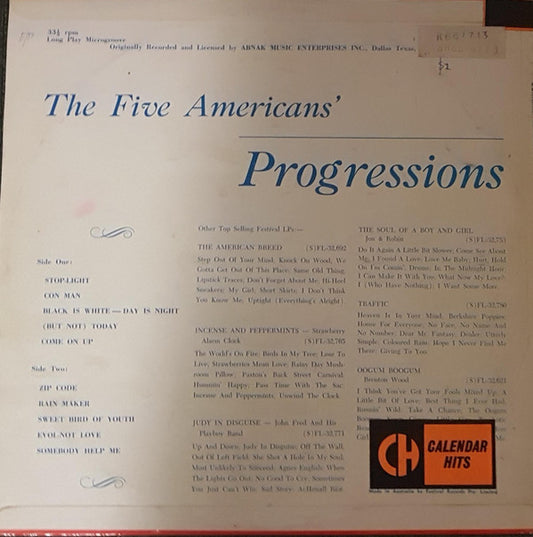 33⅓ rpm
Long Play Microgroove
Originally Recorded and Licensed by ABNAK MUSIC ENTERPRISES INC., Dallas Texas,
$2
The Five Americans'
Progressions
Side One:
STOP-LIGHT
CON MAN
BLACK IS WHITE — DAY IS NIGHT
(BUT NOT) TODAY
COME ON UP
Side Two:
ZIP CODE
RAIN MAKER
SWEET BIRD OF YOUTH
EVOL-NOT LOVE
SOMEBODY HELP ME
Other Top Selling Festival LPs:—
THE AMERICAN BREED (S)FL-32,692
Step Out Of Your Mind; Knock On Wood; We
Gotta Get Out Of This Place; Same Old Thing;
Lipstick Traces; Don't Forget About Me; Hi-Heel
Sneakers; My Girl; Short Skirts; I Don't Think
You Know Me; Uptight (Everything's Alright).
INCENSE AND PEPPERMINTS — Strawberry
Alarm Clock (S)FL-32,765
The World's On Fire; Birds In My Tree; Lose To
Live; Strawberries Mean Love; Rainy Day Mush-
room Pillow; Paxton's Back Street Carnival;
Hummin' Happy; Pass Time With The Sac;
Incense And Peppermints; Unwind The Clock
JUDY IN DISGUISE — John Fred And His
Playboy Band (S)FL-32,771
Up And Down; Judy In Disguise; Off The Wall;
Out Of Left Field; She Shot A Hole In My Soul;
Most Unlikely To Succeed; Agnes English; When
The Lights Go Out; No Good To Cry; Sometimes
You Just Can't Win; Sad Story; Achenall Riot.
THE SOUL OF A BOY AND GIRL
Jon & Robin (S)FL-32,751
Do It Again A Little Bit Slower; Come See About
Me; I Found A Love; Love Me Baby; Hurt; Hold
On I'm Comin'; Drums; In The Midnight Hour;
I Can Make It With You; What Now My Love?;
I (Who Have Nothing); I Want Some More.
TRAFFIC (S)FL-32,780
Heaven Is In Your Mind; Berkshire Poppies;
Home For Everyone; No Face, No Name And
No Number; Dear Mr. Fantasy; Dealer; Utterly
Simple; Coloured Rain; Hope I Never Find Me
There; Giving To You
OOGUM BOOGUM
Brenton Wood (S)FL-32,621
I Think You've Got Your Fools Mixed Up; A
Little Bit Of Love; Best Thing I Ever Had;
Runnin' Wild; Take A Chance; The Oogum
CH
CALENDAR
HITS
Made in Australia by Festival Records Pty. Limited